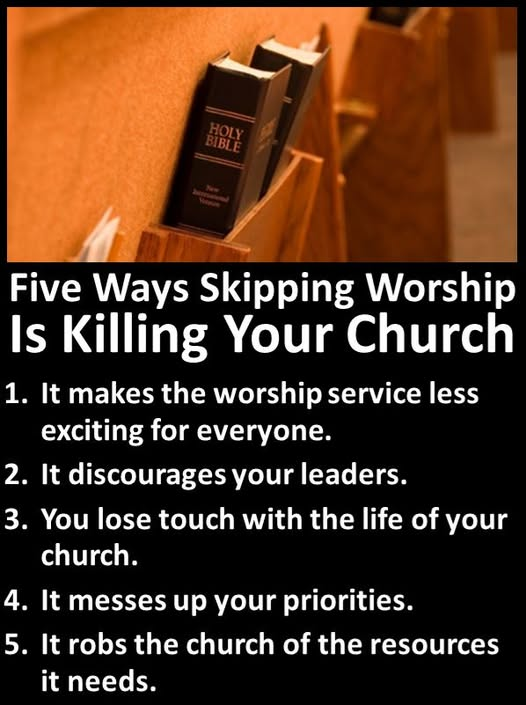 HOLY
BIBLE
New
International
Version
HOLY
Five Ways Skipping Worship
Is Killing Your Church
1. It makes the worship service less
exciting for everyone.
2. It discourages your leaders.
3. You lose touch with the life of your
church.
4. It messes up your priorities.
5. It robs the church of the resources
it needs.